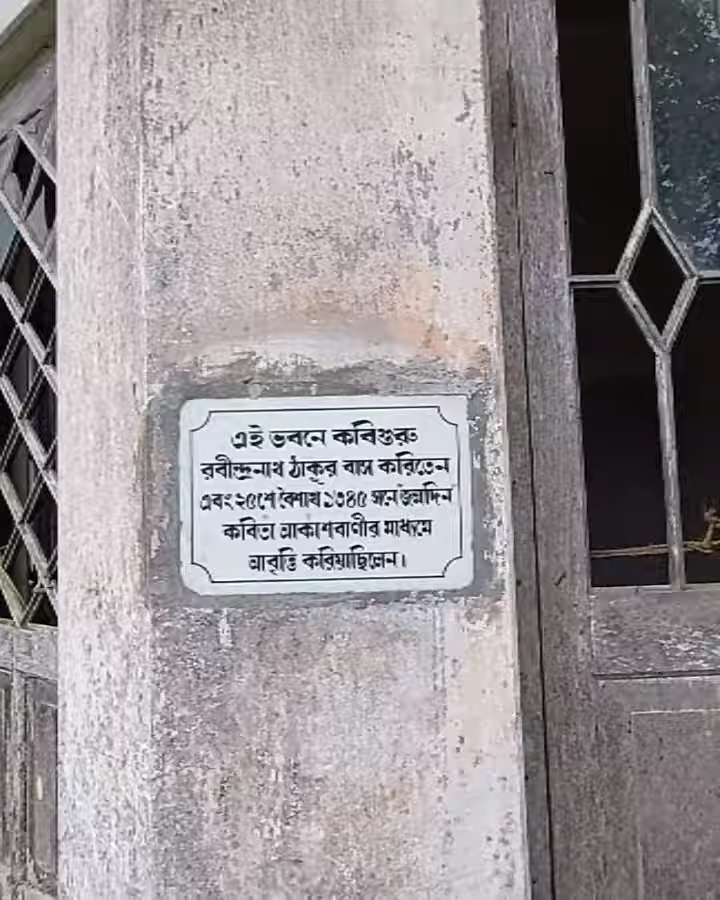 এই ভবনে কবিগুরু
রবীন্দ্রনাথ ঠাকুর বাস করিতেন
এবং ২৫শে বৈশাখ ১৩৪৫ সনে জন্মদিন
কবিতা আকাশবাণীর মাধ্যমে
আবৃত্তি করিয়াছিলেন।